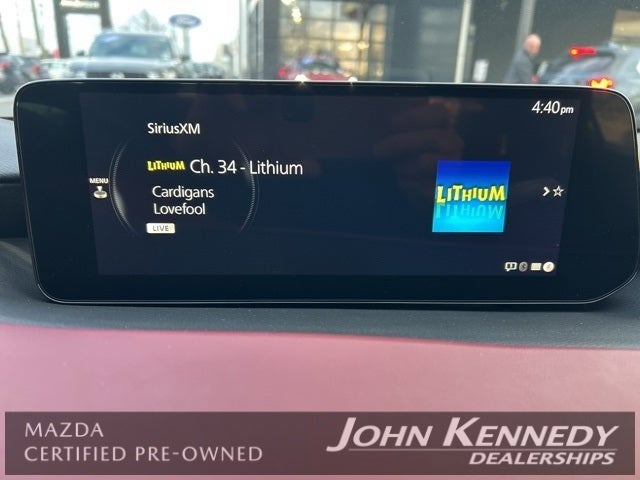 4:40pm
SiriusXM
LITHIUM Ch. 34 - Lithium
MENU
Cardigans
Lovefool
LIVE
LITHIUM
MAZDA
CERTIFIED PRE-OWNED
JOHN KENNEDY
DEALERSHIPS